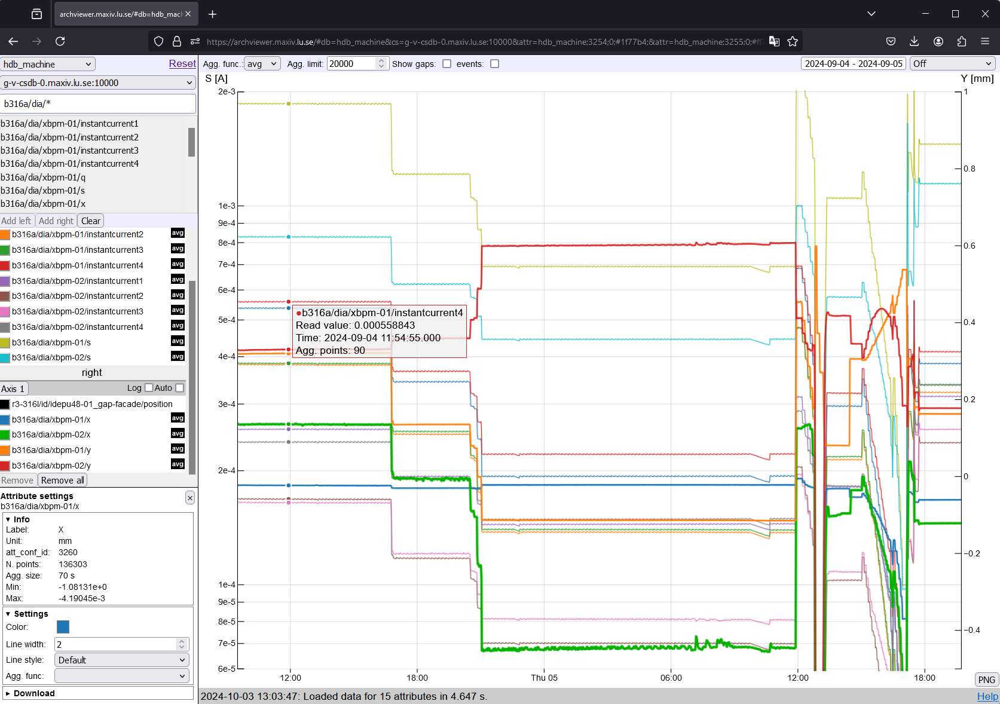 archviewer.maxiv.lu.se/#db=hdb_mach
https://archviewer.maxiv.lu.se/#db=hdb_machine&cs=g-v-csdb-0.maxiv.lu.se:10000&attr=hdb_machine;3254;0;#1f77b4;&attr=hdb_machine;3255;0;#ff
hdb_machine
Reset
Agg. func.:
avg
Agg. limit:
20000
Show gaps:
events:
2024-09-04 - 2024-09-05
Off
g-v-csdb-0.maxiv.lu.se:10000
b316a/dia/*
b316a/dia/xbpm-01/instantcurrent1
b316a/dia/xbpm-01/instantcurrent2
b316a/dia/xbpm-01/instantcurrent3
b316a/dia/xbpm-01/instantcurrent4
b316a/dia/xbpm-01/q
b316a/dia/xbpm-01/s
b316a/dia/xbpm-01/x
Add left
Add right
Clear
b316a/dia/xbpm-01/instantcurrent2 avg
b316a/dia/xbpm-01/instantcurrent3 avg
b316a/dia/xbpm-01/instantcurrent4 avg
b316a/dia/xbpm-02/instantcurrent1 avg
b316a/dia/xbpm-02/instantcurrent2 avg
b316a/dia/xbpm-02/instantcurrent3 avg
b316a/dia/xbpm-02/instantcurrent4 avg
b316a/dia/xbpm-01/s avg
b316a/dia/xbpm-02/s avg
right
Axis 1
Log
Auto
r3-316l/id/idepu48-01_gap-facade/position
b316a/dia/xbpm-01/x avg
b316a/dia/xbpm-02/x avg
b316a/dia/xbpm-01/y avg
b316a/dia/xbpm-02/y avg
Remove
Remove all
Attribute settings
b316a/dia/xbpm-01/x
Info
Label: X
Unit: mm
att_conf_id: 3260
N. points: 136303
Agg. size: 70 s
Min: -1.08131e+0
Max: -4.19045e-3
Settings
Color:
Line width: 2
Line style: Default
Agg. func:
Download
S [A]
2e-3
1e-3
9e-4
8e-4
7e-4
6e-4
5e-4
4e-4
3e-4
2e-4
1e-4
9e-5
8e-5
7e-5
6e-5
b316a/dia/xbpm-01/instantcurrent4
Read value: 0.000558843
Time: 2024-09-04 11:54:55.000
Agg. points: 90
Y [mm]
1
0.8
0.6
0.4
0.2
0
−0.2
−0.4
12:00
18:00
Thu 05
06:00
12:00
18:00
PNG
2024-10-03 13:03:47: Loaded data for 15 attributes in 4.647 s.
Help